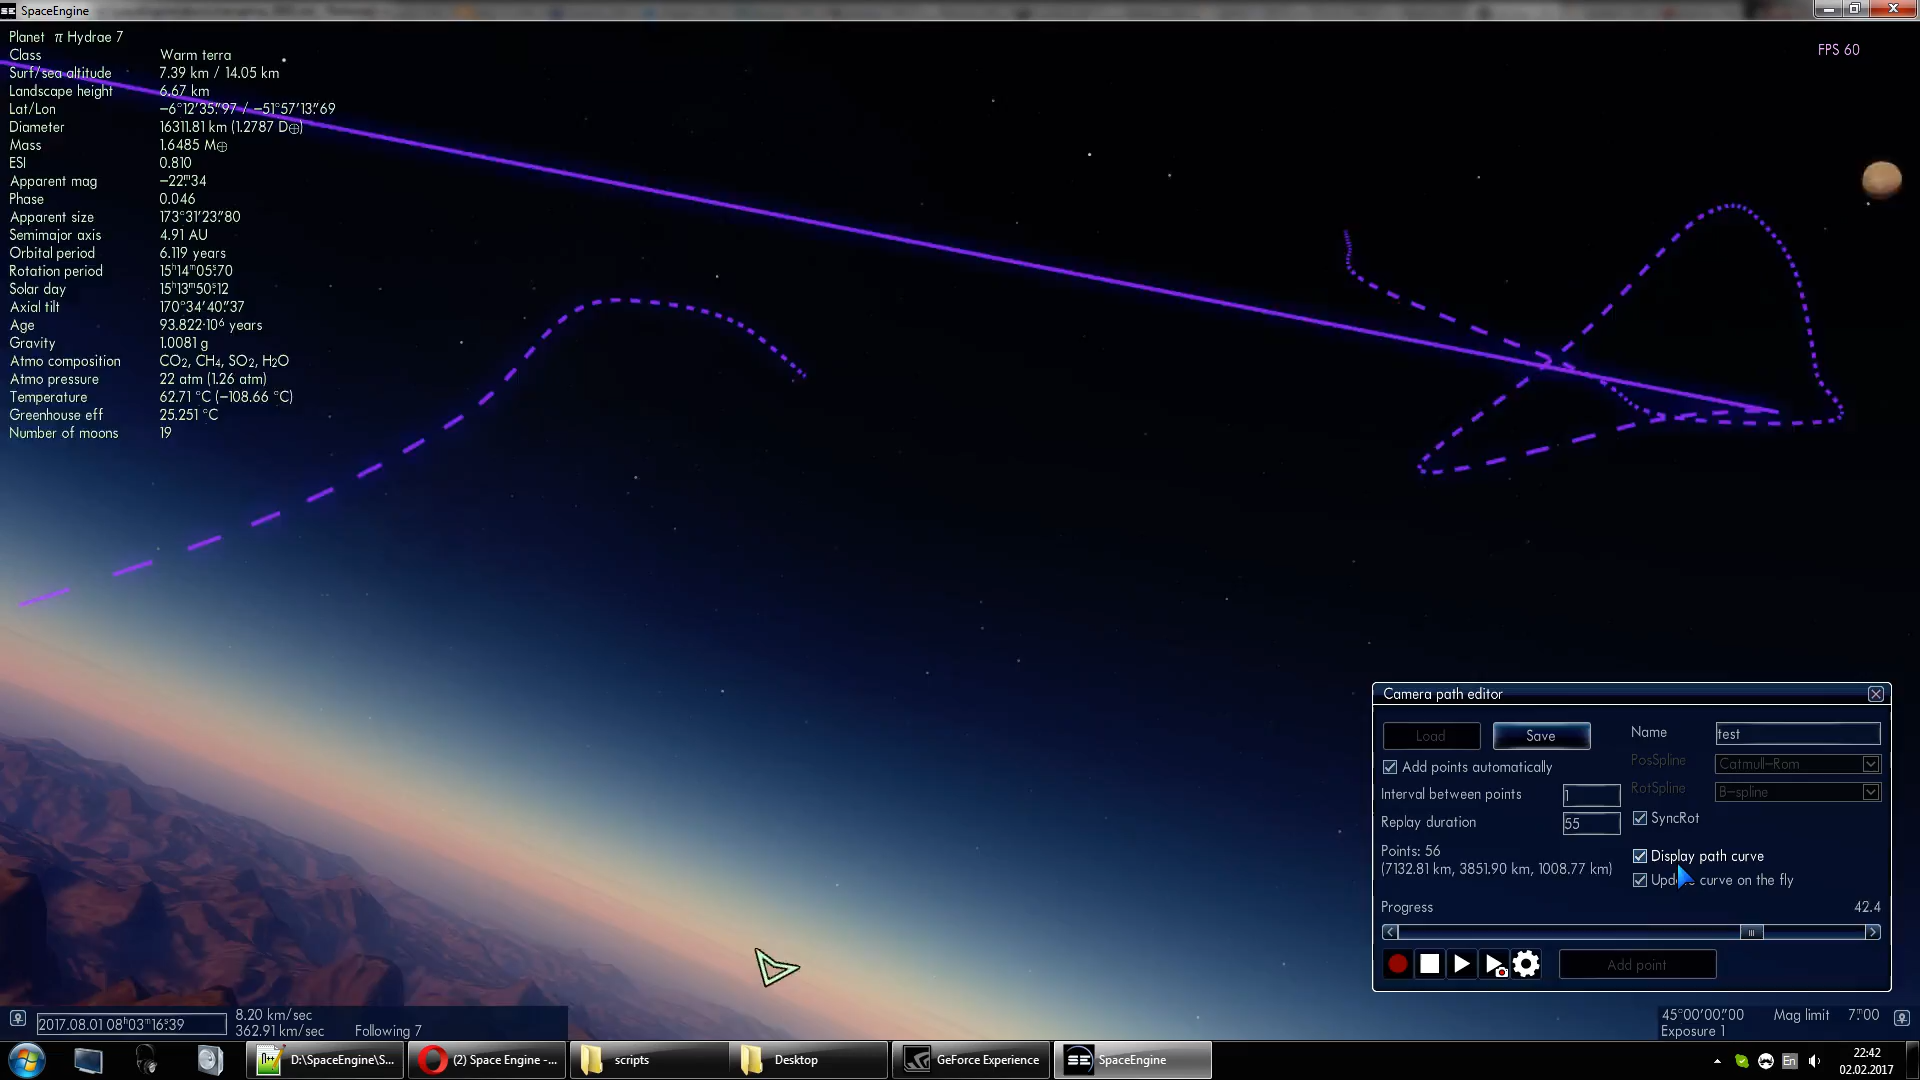 SE SpaceEngine
Planet π Hydrae 7
FPS 60
Class Warm terra
Surf/sea altitude 7.39 km / 14.05 km
Landscape height 6.67 km
Lat/Lon −6°12′35″.97 / −51°57′13″.69
Diameter 16311.81 km (1.2787 D⊕)
Mass 1.6485 M⊕
ESI 0.810
Apparent mag −22ᵐ.34
Phase 0.046
Apparent size 173°31′23″.80
Semimajor axis 4.91 AU
Orbital period 6.119 years
Rotation period 15ʰ14ᵐ05ˢ.70
Solar day 15ʰ13ᵐ50ˢ.12
Axial tilt 170°34′40″.37
Age 93.822·10⁶ years
Gravity 1.0081 g
Atmo composition CO₂, CH₄, SO₂, H₂O
Atmo pressure 22 atm (1.26 atm)
Temperature 62.71 °C (−108.66 °C)
Greenhouse eff 25.251 °C
Number of moons 19
Camera path editor
Load Save Name test
PosSpline Catmull-Rom
Add points automatically
RotSpline B-spline
Interval between points 1
SyncRot
Replay duration 55
Points: 56
Display path curve
(7132.81 km, 3851.90 km, 1008.77 km)
curve on the fly
Progress 42.4
Add point
2017.08.01 08ʰ03ᵐ16ˢ.39
8.20 km/sec
362.91 km/sec Following 7
45°00′00″.00 Mag limit 7ᵐ.00
Exposure 1
D:\SpaceEngine\S...
(2) Space Engine -...
scripts
Desktop
GeForce Experience
SE SpaceEngine
En
22:42
02.02.2017